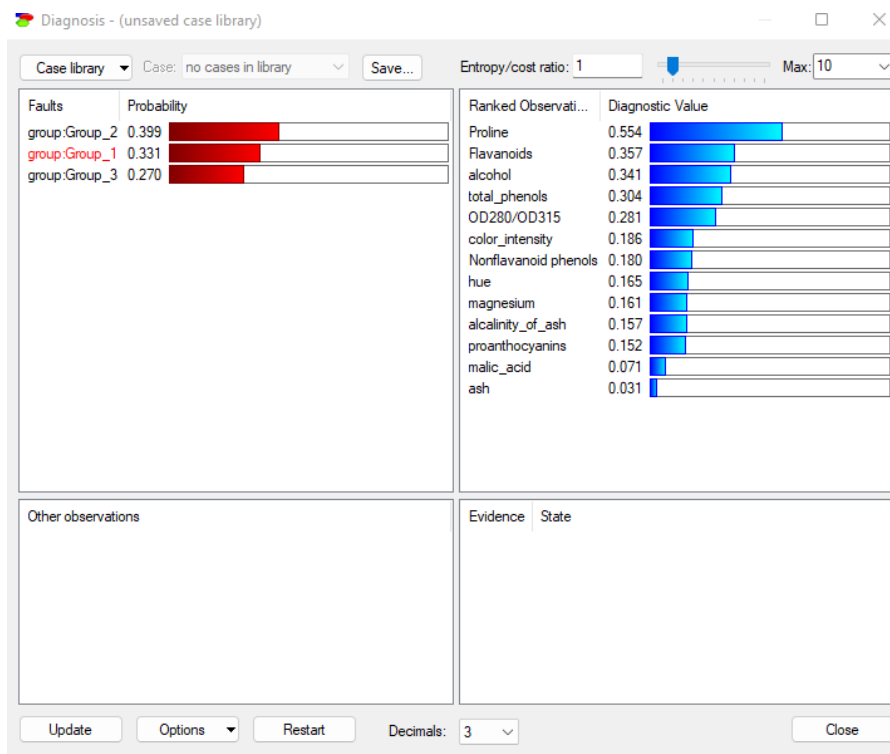 Diagnosis - (unsaved case library)
Case library Case: no cases in library Save... Entropy/cost ratio: 1 Max: 10
Faults Probability
group:Group_2 0.399
group:Group_1 0.331
group:Group_3 0.270
Ranked Observati... Diagnostic Value
Proline 0.554
Flavanoids 0.357
alcohol 0.341
total_phenols 0.304
OD280/OD315 0.281
color_intensity 0.186
Nonflavanoid phenols 0.180
hue 0.165
magnesium 0.161
alcalinity_of_ash 0.157
proanthocyanins 0.152
malic_acid 0.071
ash 0.031
Other observations
Evidence State
Update Options Restart Decimals: 3 Close